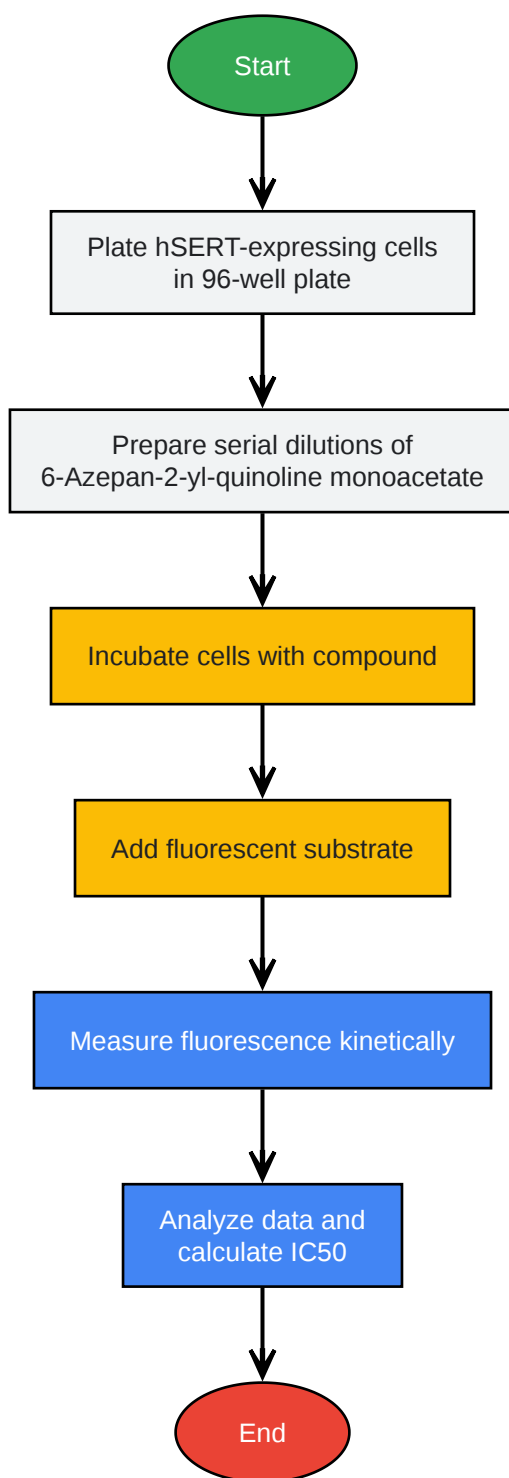 Start
Plate hSERT-expressing cells
in 96-well plate
Prepare serial dilutions of
6-Azepan-2-yl-quinoline monoacetate
Incubate cells with compound
Add fluorescent substrate
Measure fluorescence kinetically
Analyze data and
calculate IC50
End